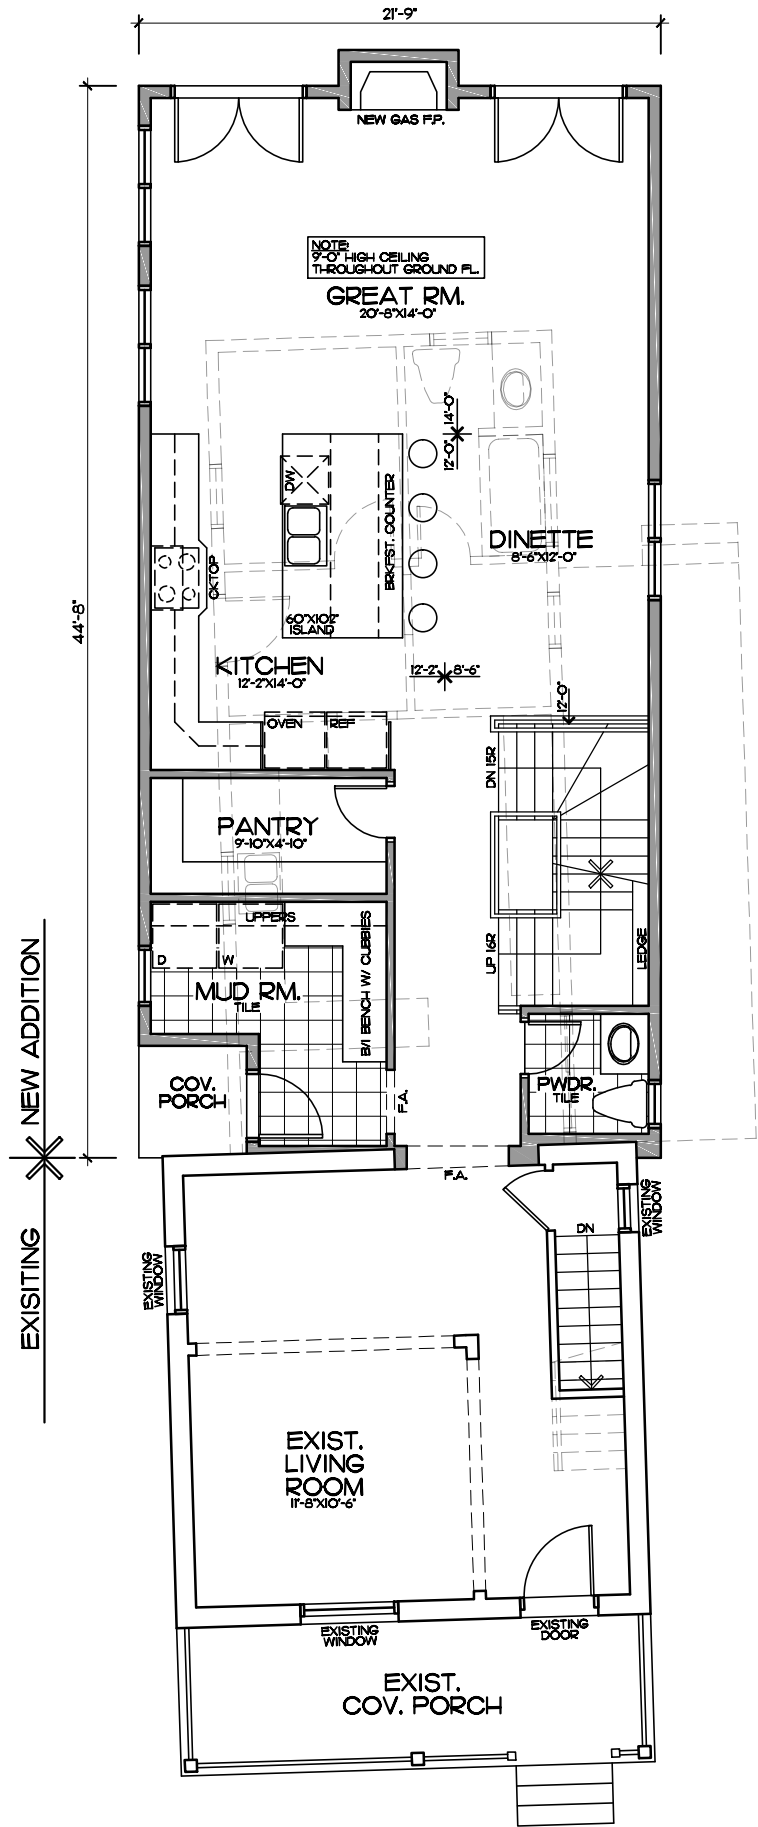 21'-9"
NEW GAS F.P.
NOTE:
9'-0" HIGH CEILING
THROUGHOUT GROUND FL.
GREAT RM.
20'-8"X14'-0"
14'-0"
12'-0"
DW
BRKFST. COUNTER
DINETTE
8'-6"X12'-0"
CKTOP
44'-8"
60"X102"
ISLAND
KITCHEN
12'-2"X14'-0"
12'-2"
8'-6"
12'-0"
OVEN
REF
DN 15R
PANTRY
9'-10"X4'-10"
UPPERS
D
W
UP 16R
LEDGE
MUD RM.
TILE
B/I BENCH W/ CUBBIES
NEW ADDITION
COV.
PORCH
F.A.
PWDR.
TILE
F.A.
EXISITING
EXISTING
WINDOW
DN
EXISTING
WINDOW
EXIST.
LIVING
ROOM
11'-8"X10'-6"
EXISTING
WINDOW
EXISTING
DOOR
EXIST.
COV. PORCH